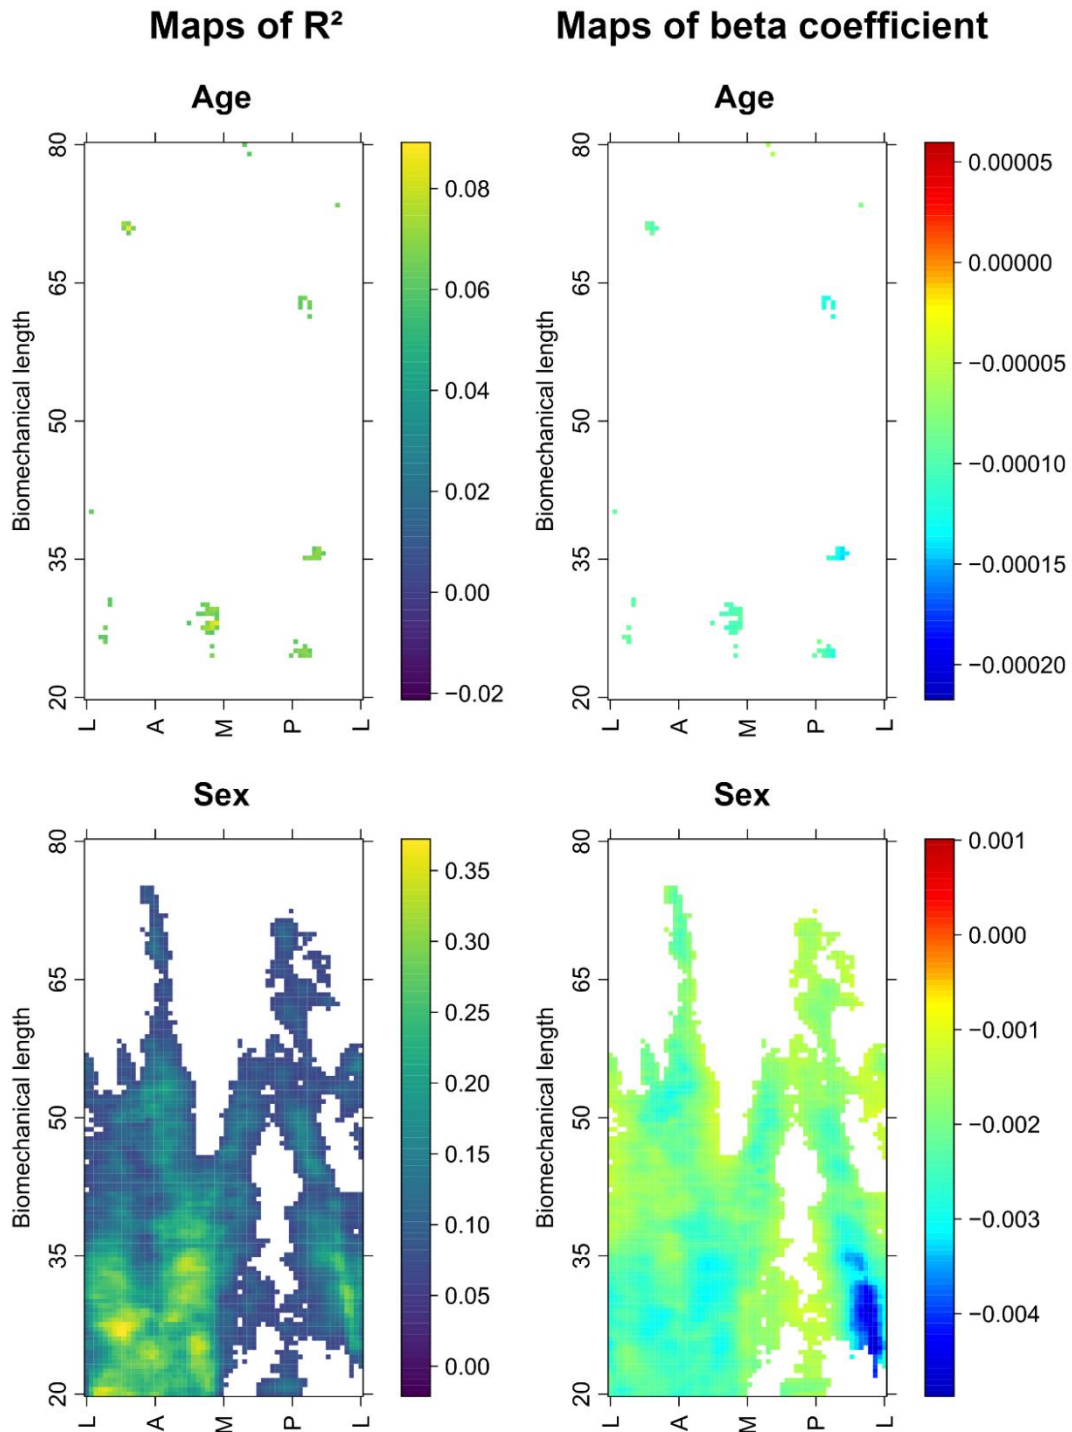 Maps of R²
Maps of beta coefficient
Age
Age
80
65
50
35
20
Biomechanical length
L
A
M
P
L
0.08
0.06
0.04
0.02
0.00
−0.02
80
65
50
35
20
Biomechanical length
L
A
M
P
L
0.00005
0.00000
−0.00005
−0.00010
−0.00015
−0.00020
Sex
Sex
80
65
50
35
20
Biomechanical length
L
A
M
P
L
0.35
0.30
0.25
0.20
0.15
0.10
0.05
0.00
80
65
50
35
20
Biomechanical length
L
A
M
P
L
0.001
0.000
−0.001
−0.002
−0.003
−0.004